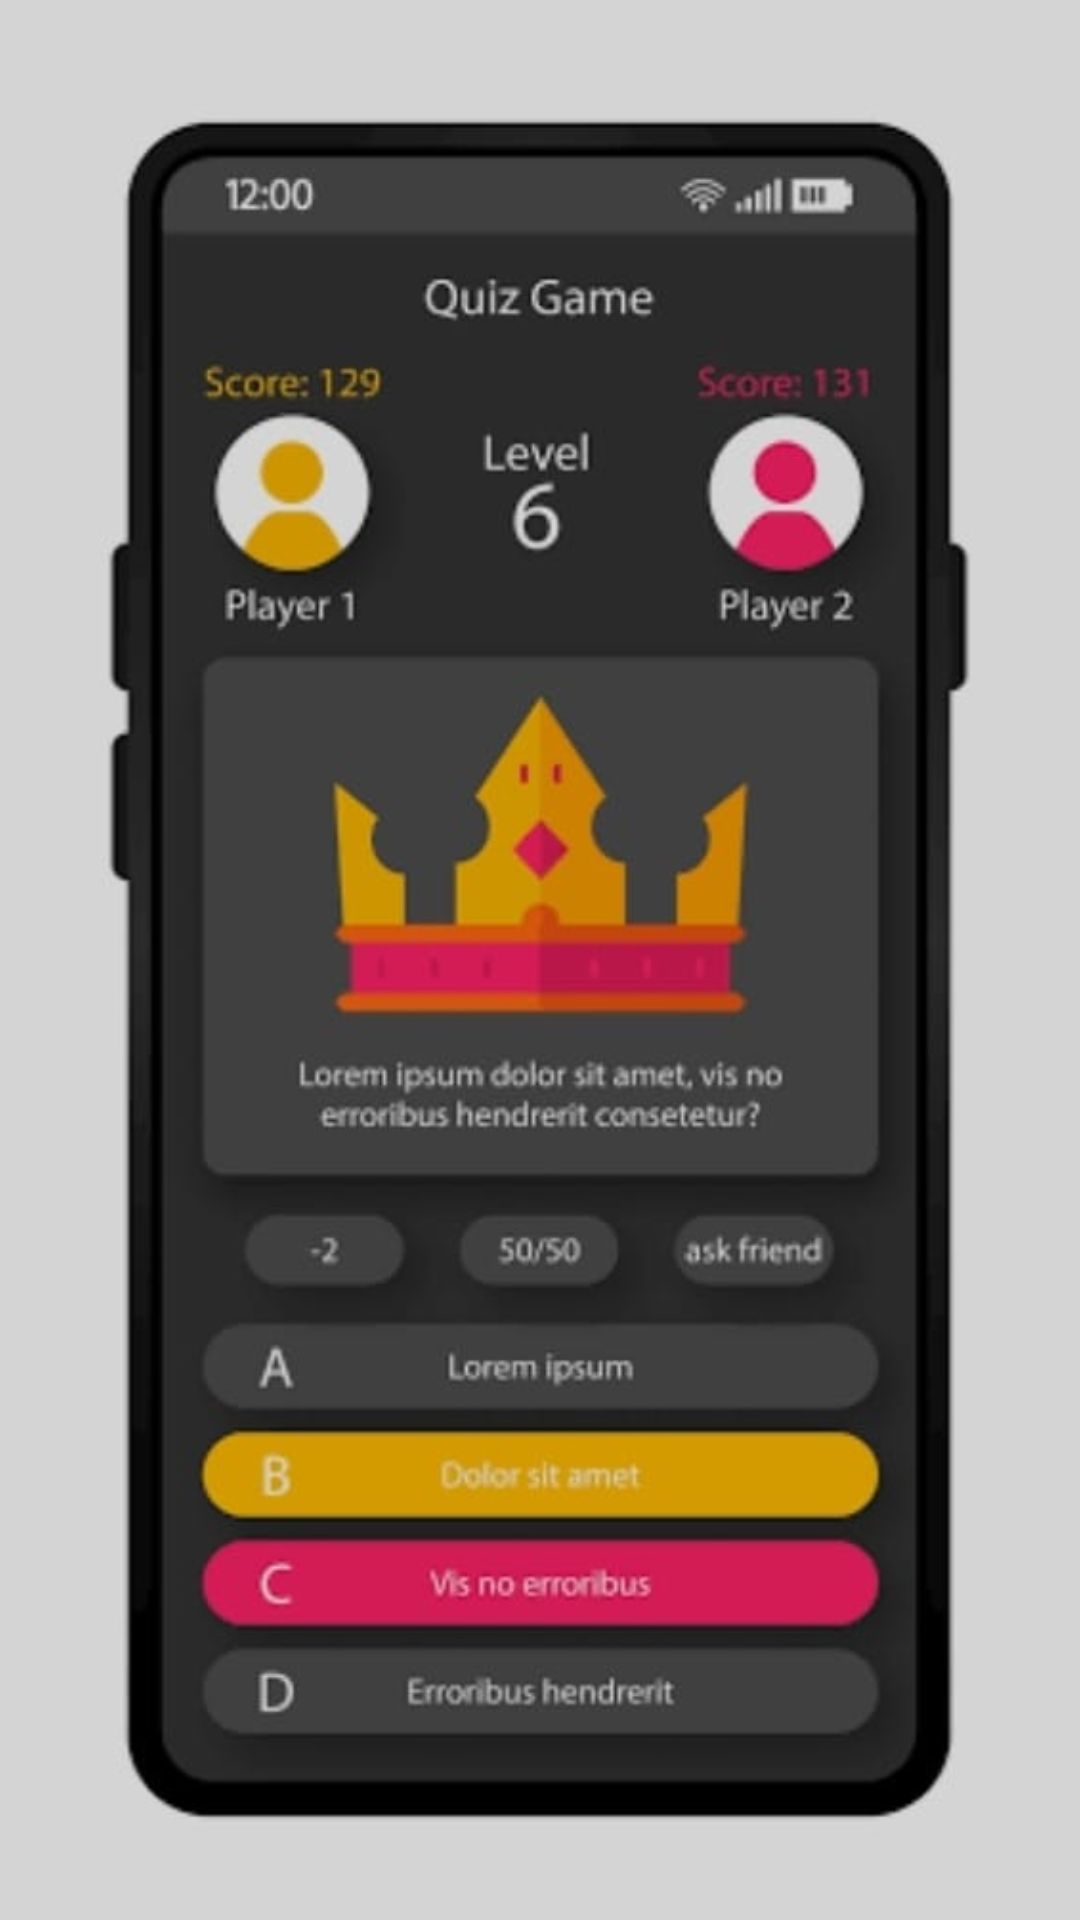 12:00
Quiz Game
Score: 129
Score: 131
Level
6
Player 1
Player 2
Lorem ipsum dolor sit amet, vis no
erroribus hendrerit consetetur?
-2
50/50
ask friend
A Lorem ipsum
B Dolor sit amet
C Vis no erroribus
D Erroribus hendrerit